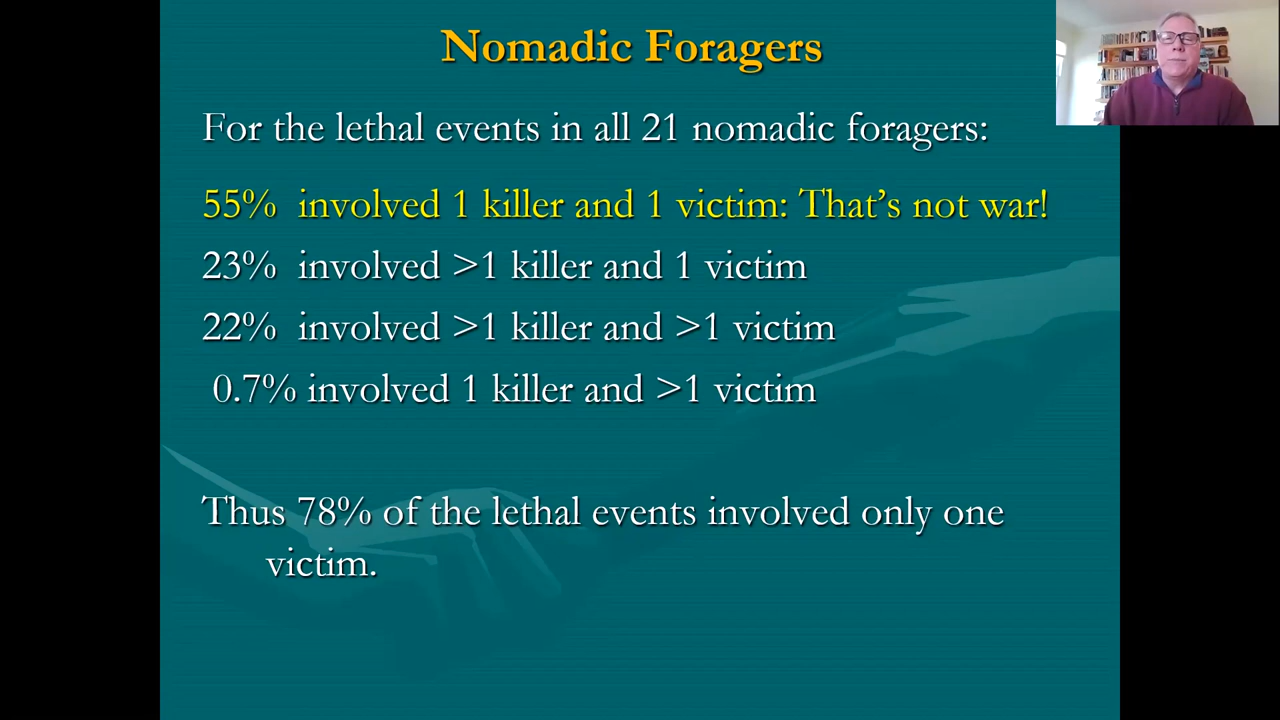 Nomadic Foragers
For the lethal events in all 21 nomadic foragers:
55% involved 1 killer and 1 victim: That's not war!
23% involved >1 killer and 1 victim
22% involved >1 killer and >1 victim
0.7% involved 1 killer and >1 victim
Thus 78% of the lethal events involved only one
victim.